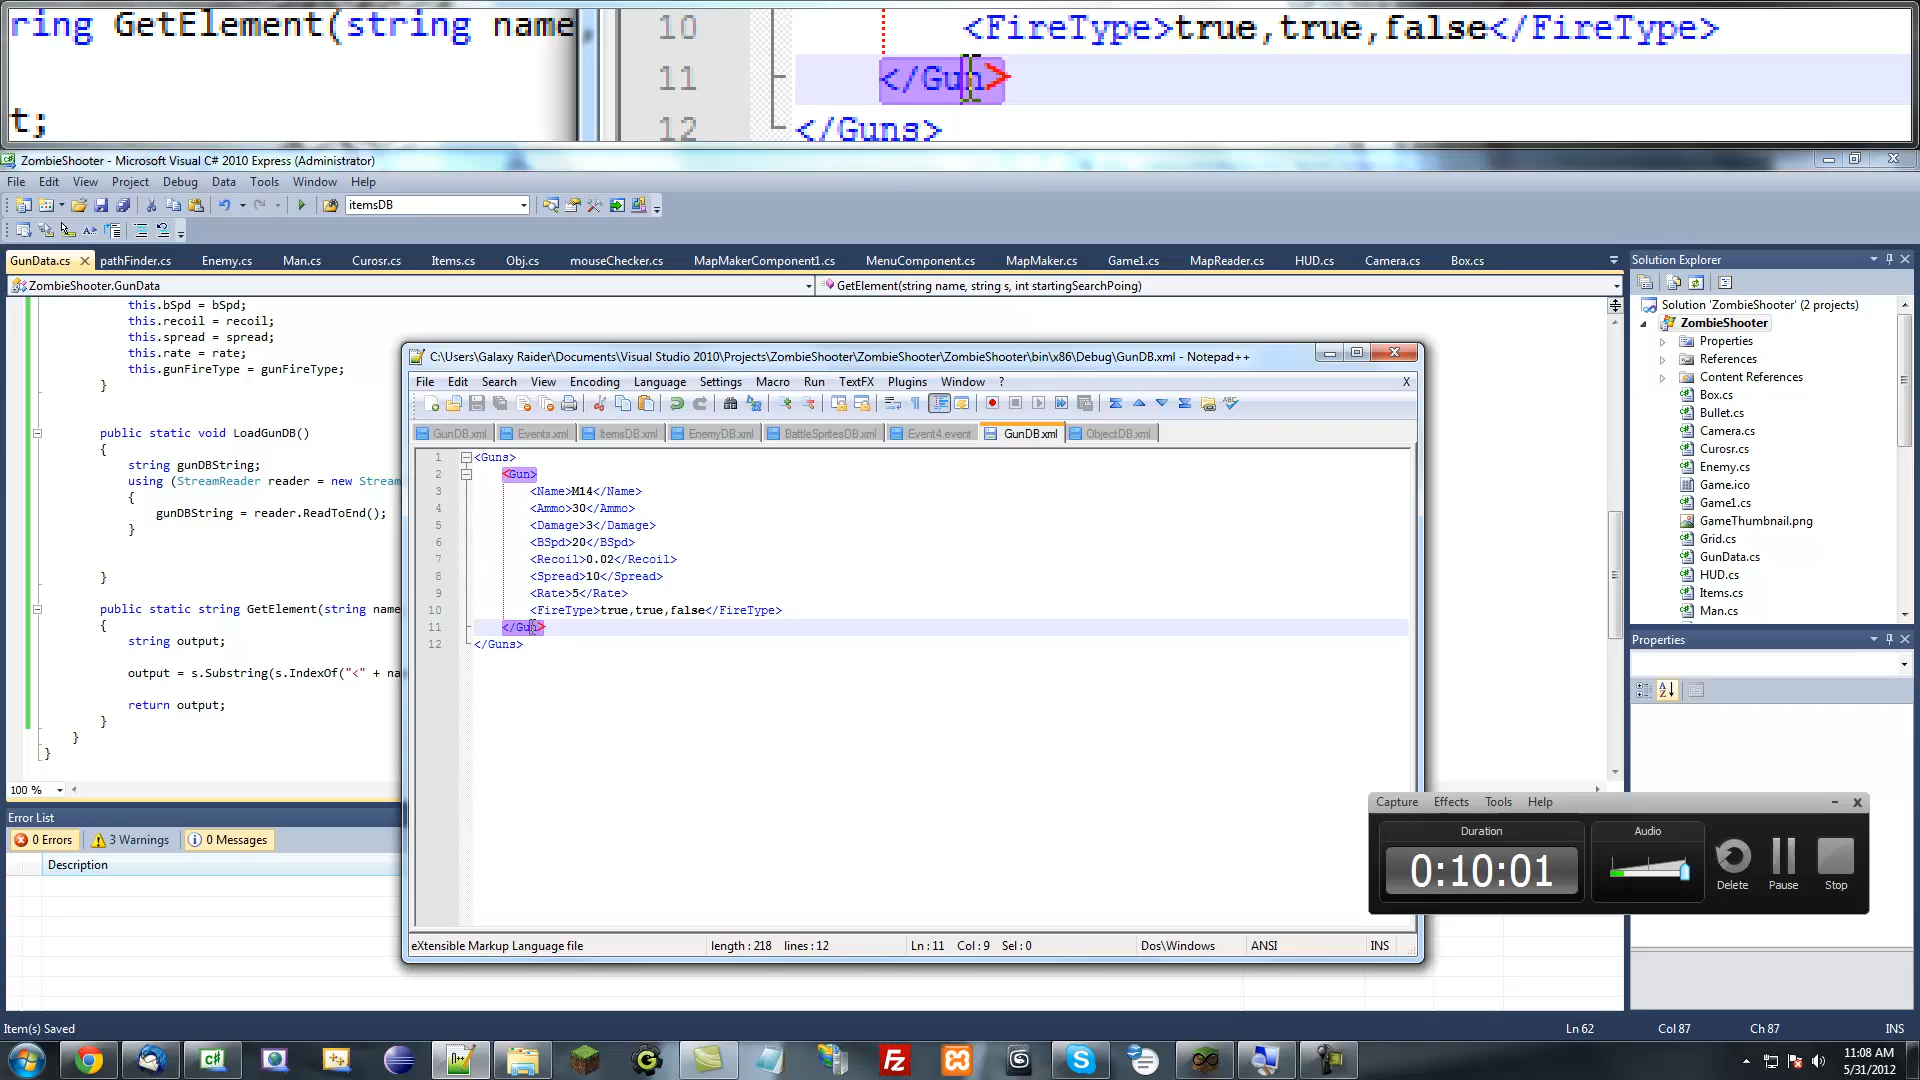 ring GetElement(string name,
t;
10 <FireType>true,true,false</FireType>
11 </Gun>
12 </Guns>
ZombieShooter - Microsoft Visual C# 2010 Express (Administrator)
File Edit View Project Debug Data Tools Window Help
itemsDB
GunData.cs pathFinder.cs Enemy.cs Man.cs Curosr.cs Items.cs Obj.cs mouseChecker.cs MapMakerComponent1.cs MenuComponent.cs MapMaker.cs Game1.cs MapReader.cs HUD.cs Camera.cs Box.cs
ZombieShooter.GunData
GetElement(string name, string s, int startingSearchPoing)
this.bSpd = bSpd;
this.recoil = recoil;
this.spread = spread;
this.rate = rate;
this.gunFireType = gunFireType;
}
public static void LoadGunDB()
{
string gunDBString;
using (StreamReader reader = new Stream
{
gunDBString = reader.ReadToEnd();
}
}
public static string GetElement(string name
{
string output;
output = s.Substring(s.IndexOf("<" + na
return output;
}
}
}
100 %
C:\Users\Galaxy Raider\Documents\Visual Studio 2010\Projects\ZombieShooter\ZombieShooter\ZombieShooter\bin\x86\Debug\GunDB.xml - Notepad++
File Edit Search View Encoding Language Settings Macro Run TextFX Plugins Window ? X
GunDB.xml Events.xml ItemsDB.xml EnemyDB.xml BattleSpritesDB.xml Event4.event GunDB.xml ObjectDB.xml
1 <Guns>
2 <Gun>
3 <Name>M14</Name>
4 <Ammo>30</Ammo>
5 <Damage>3</Damage>
6 <BSpd>20</BSpd>
7 <Recoil>0.02</Recoil>
8 <Spread>10</Spread>
9 <Rate>5</Rate>
10 <FireType>true,true,false</FireType>
11 </Gun>
12 </Guns>
eXtensible Markup Language file length : 218 lines : 12 Ln : 11 Col : 9 Sel : 0 Dos\Windows ANSI INS
Solution Explorer
Solution 'ZombieShooter' (2 projects)
ZombieShooter
Properties
References
Content References
Box.cs
Bullet.cs
Camera.cs
Curosr.cs
Enemy.cs
Game.ico
Game1.cs
GameThumbnail.png
Grid.cs
GunData.cs
HUD.cs
Items.cs
Man.cs
Properties
Capture Effects Tools Help
Duration
0:10:01
Audio
Delete Pause Stop
Error List
0 Errors 3 Warnings 0 Messages
Description
Item(s) Saved
Ln 62 Col 87 Ch 87 INS
11:08 AM
5/31/2012